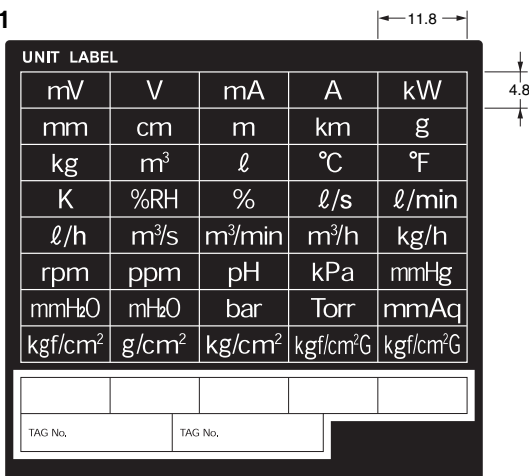 1
11.8
UNIT LABEL
4.8
mV V mA A kW
mm cm m km g
kg m³ ℓ °C °F
K %RH % ℓ/s ℓ/min
ℓ/h m³/s m³/min m³/h kg/h
rpm ppm pH kPa mmHg
mmH₂O mH₂O bar Torr mmAq
kgf/cm² g/cm² kg/cm² kgf/cm²G kgf/cm²G
TAG No. TAG No.